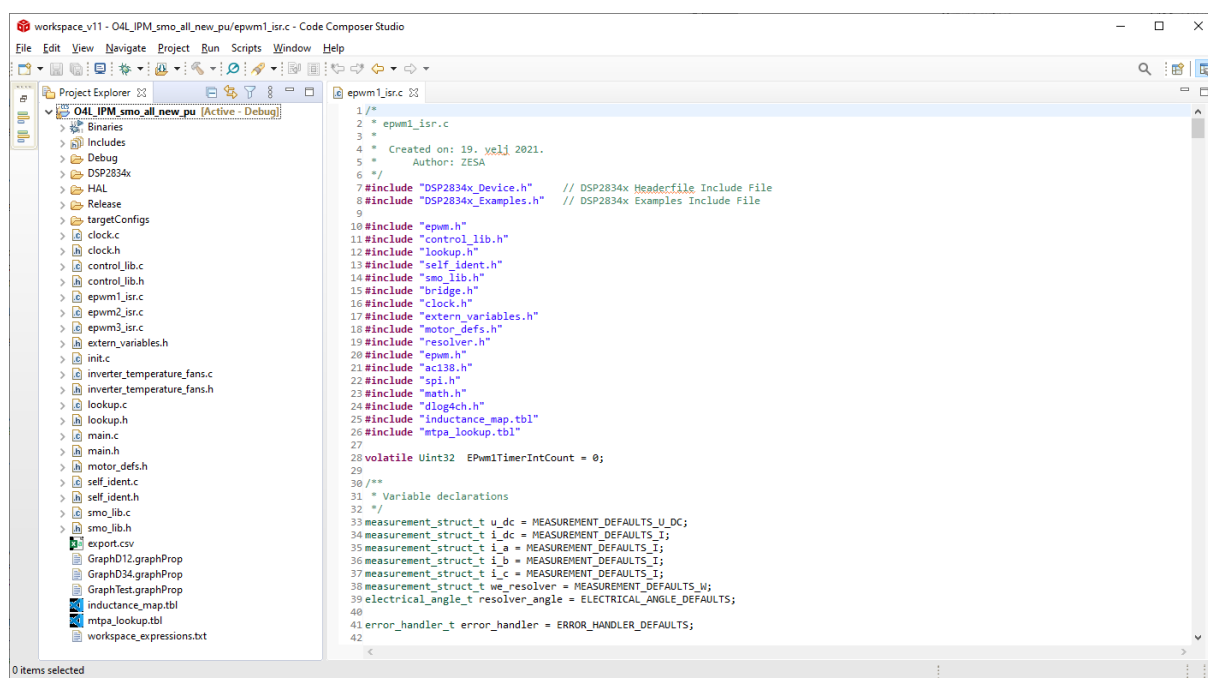 workspace_v11 - O4L_IPM_smo_all_new_pu/epwm1_isr.c - Code Composer Studio
File Edit View Navigate Project Run Scripts Window Help
Project Explorer
O4L_IPM_smo_all_new_pu [Active - Debug]
Binaries
Includes
Debug
DSP2834x
HAL
Release
targetConfigs
clock.c
clock.h
control_lib.c
control_lib.h
epwm1_isr.c
epwm2_isr.c
epwm3_isr.c
extern_variables.h
init.c
inverter_temperature_fans.c
inverter_temperature_fans.h
lookup.c
lookup.h
main.c
main.h
motor_defs.h
self_ident.c
self_ident.h
smo_lib.c
smo_lib.h
export.csv
GraphD12.graphProp
GraphD34.graphProp
GraphTest.graphProp
inductance_map.tbl
mtpa_lookup.tbl
workspace_expressions.txt
epwm1_isr.c
1 /*
2 * epwm1_isr.c
3 *
4 * Created on: 19. velj 2021.
5 * Author: ZESA
6 */
7 #include "DSP2834x_Device.h" // DSP2834x Headerfile Include File
8 #include "DSP2834x_Examples.h" // DSP2834x Examples Include File
9
10 #include "epwm.h"
11 #include "control_lib.h"
12 #include "lookup.h"
13 #include "self_ident.h"
14 #include "smo_lib.h"
15 #include "bridge.h"
16 #include "clock.h"
17 #include "extern_variables.h"
18 #include "motor_defs.h"
19 #include "resolver.h"
20 #include "epwm.h"
21 #include "ac138.h"
22 #include "spi.h"
23 #include "math.h"
24 #include "dlog4ch.h"
25 #include "inductance_map.tbl"
26 #include "mtpa_lookup.tbl"
27
28 volatile Uint32 EPwm1TimerIntCount = 0;
29
30 /**
31 * Variable declarations
32 */
33 measurement_struct_t u_dc = MEASUREMENT_DEFAULTS_U_DC;
34 measurement_struct_t i_dc = MEASUREMENT_DEFAULTS_I;
35 measurement_struct_t i_a = MEASUREMENT_DEFAULTS_I;
36 measurement_struct_t i_b = MEASUREMENT_DEFAULTS_I;
37 measurement_struct_t i_c = MEASUREMENT_DEFAULTS_I;
38 measurement_struct_t we_resolver = MEASUREMENT_DEFAULTS_W;
39 electrical_angle_t resolver_angle = ELECTRICAL_ANGLE_DEFAULTS;
40
41 error_handler_t error_handler = ERROR_HANDLER_DEFAULTS;
42
0 items selected